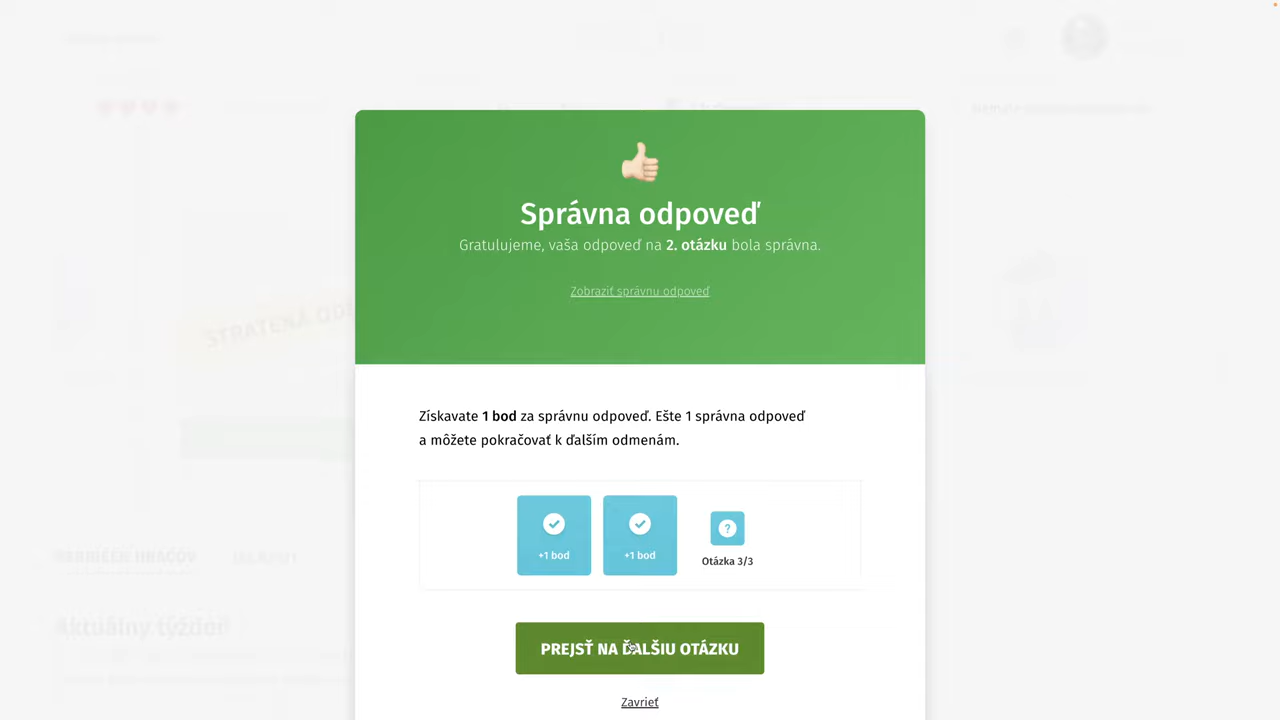 Správna odpoveď
Gratulujeme, vaša odpoveď na 2. otázku bola správna.
Zobraziť správnu odpoveď
Získavate 1 bod za správnu odpoveď. Ešte 1 správna odpoveď
a môžete pokračovať k ďalším odmenám.
+1 bod
+1 bod
?
Otázka 3/3
PREJSŤ NA ĎALŠIU OTÁZKU
Zavrieť
Aktuálny týždeň